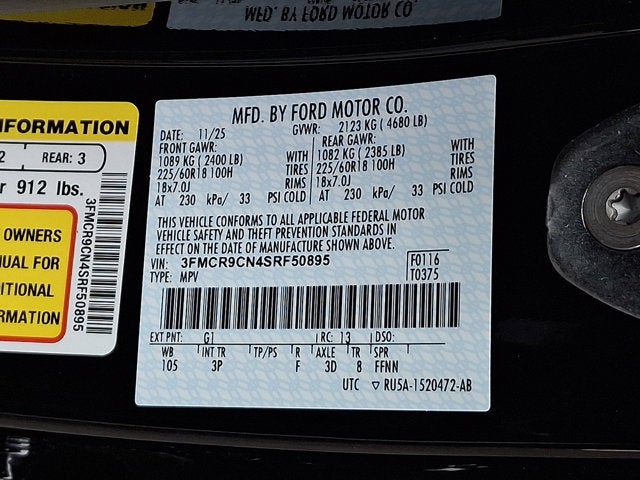 MFD. BY FORD MOTOR CO.
NFORMATION
2 REAR: 3
r 912 lbs.
OWNERS
NUAL FOR
DITIONAL
ORMATION
3FMCR9CN4SRF50895
MFD. BY FORD MOTOR CO.
DATE: 11/25 GVWR: 2123 KG ( 4680 LB)
FRONT GAWR: REAR GAWR:
1089 KG ( 2400 LB) WITH 1082 KG ( 2385 LB) WITH
225/60R18 100H TIRES 225/60R18 100H TIRES
18x7.0J RIMS 18x7.0J RIMS
AT 230 kPa/ 33 PSI COLD AT 230 kPa/ 33 PSI COLD
THIS VEHICLE CONFORMS TO ALL APPLICABLE FEDERAL MOTOR
VEHICLE SAFETY AND THEFT PREVENTION STANDARDS IN
EFFECT ON THE DATE OF MANUFACTURE SHOWN ABOVE.
VIN: 3FMCR9CN4SRF50895 F0116
TYPE: MPV T0375
EXT PNT: G1 RC: 13 DSO:
WB INT TR TP/PS R AXLE TR SPR
105 3P F 3D 8 FFNN
UTC ▽ RU5A-1520472-AB